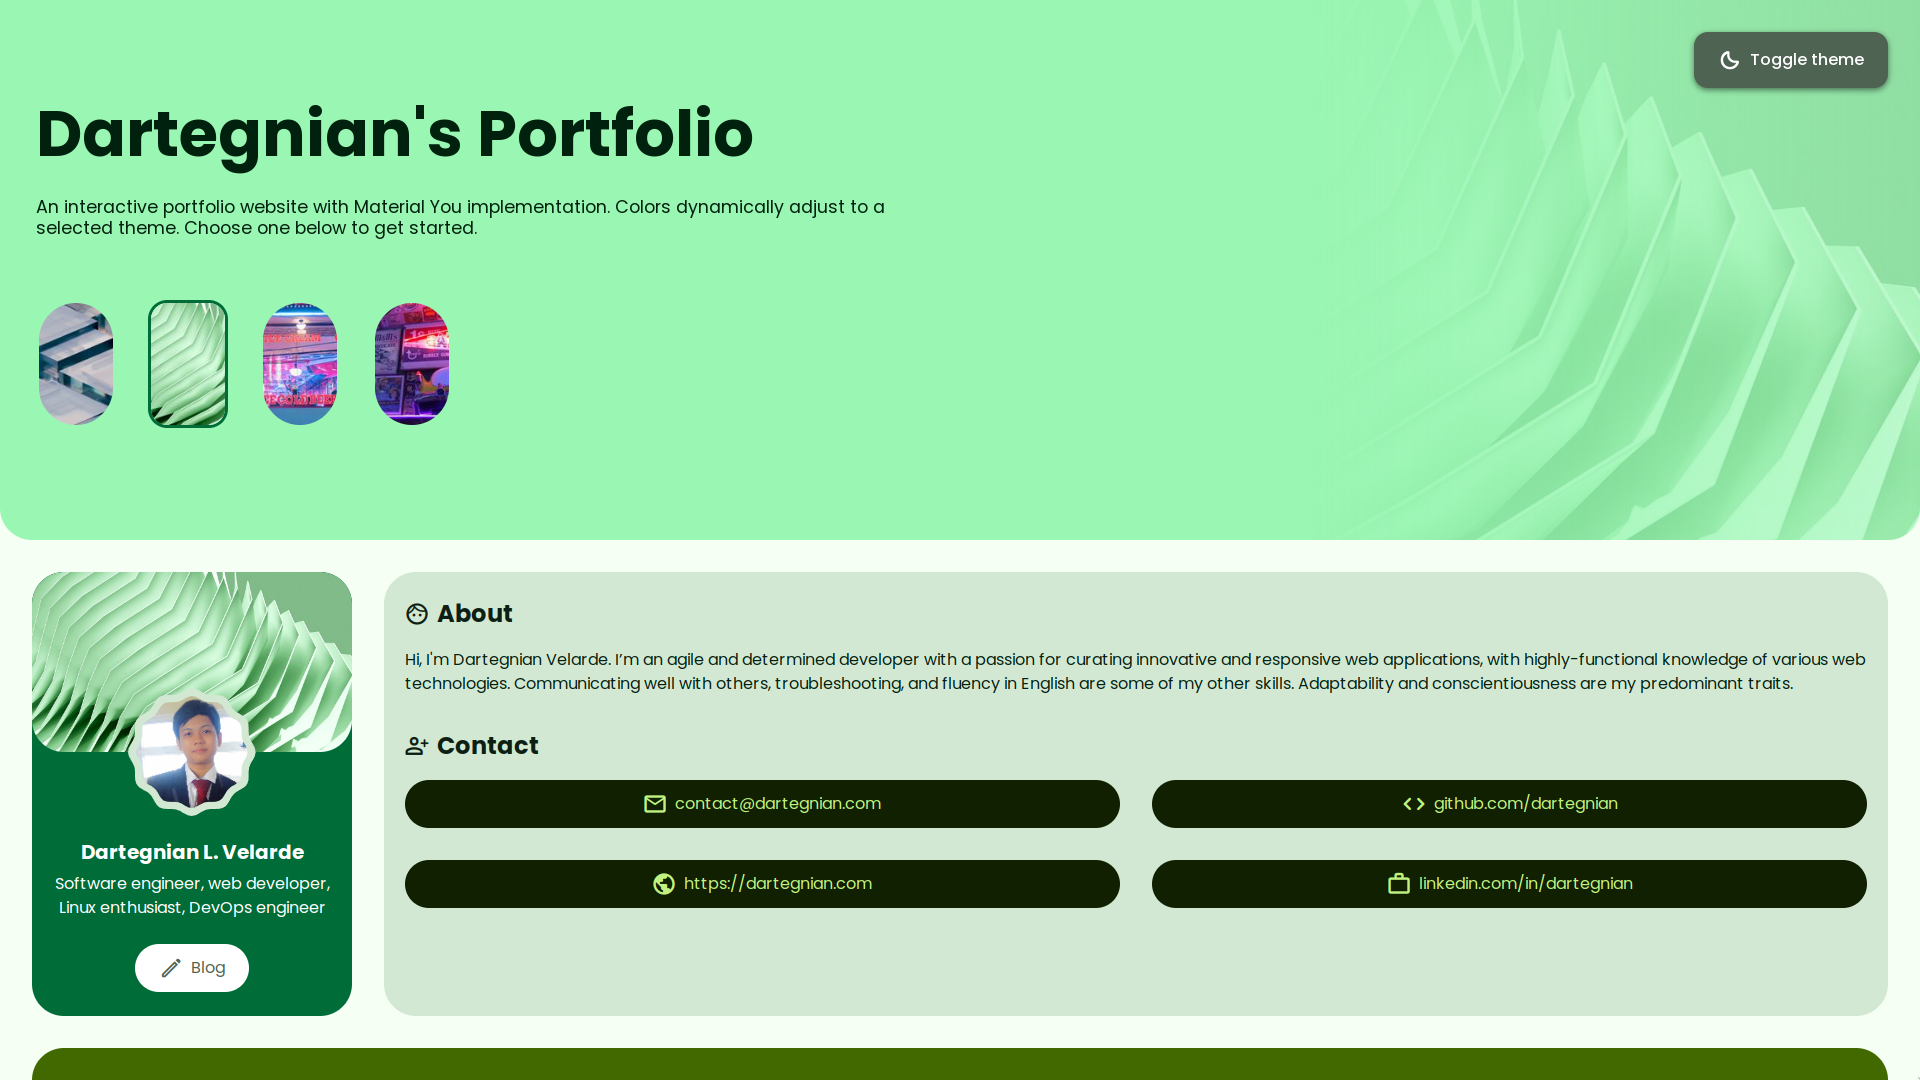 Toggle theme
Dartegnian's Portfolio
An interactive portfolio website with Material You implementation. Colors dynamically adjust to a
selected theme. Choose one below to get started.
About
Hi, I'm Dartegnian Velarde. I’m an agile and determined developer with a passion for curating innovative and responsive web applications, with highly-functional knowledge of various web
technologies. Communicating well with others, troubleshooting, and fluency in English are some of my other skills. Adaptability and conscientiousness are my predominant traits.
Contact
contact@dartegnian.com
github.com/dartegnian
https://dartegnian.com
linkedin.com/in/dartegnian
Dartegnian L. Velarde
Software engineer, web developer,
Linux enthusiast, DevOps engineer
Blog